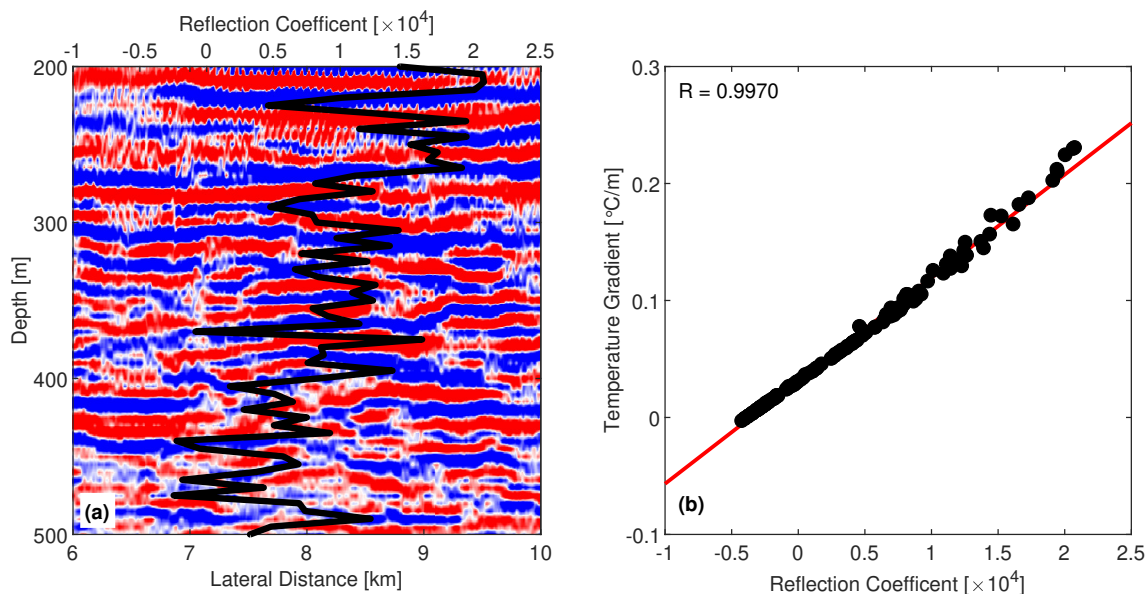 Reflection Coefficent [×10⁴]
-1 -0.5 0 0.5 1 1.5 2 2.5
200
300
400
500
Depth [m]
(a)
6 7 8 9 10
Lateral Distance [km]
0.3
0.2
0.1
0
-0.1
Temperature Gradient [°C/m]
R = 0.9970
(b)
-1 -0.5 0 0.5 1 1.5 2 2.5
Reflection Coefficent [×10⁴]